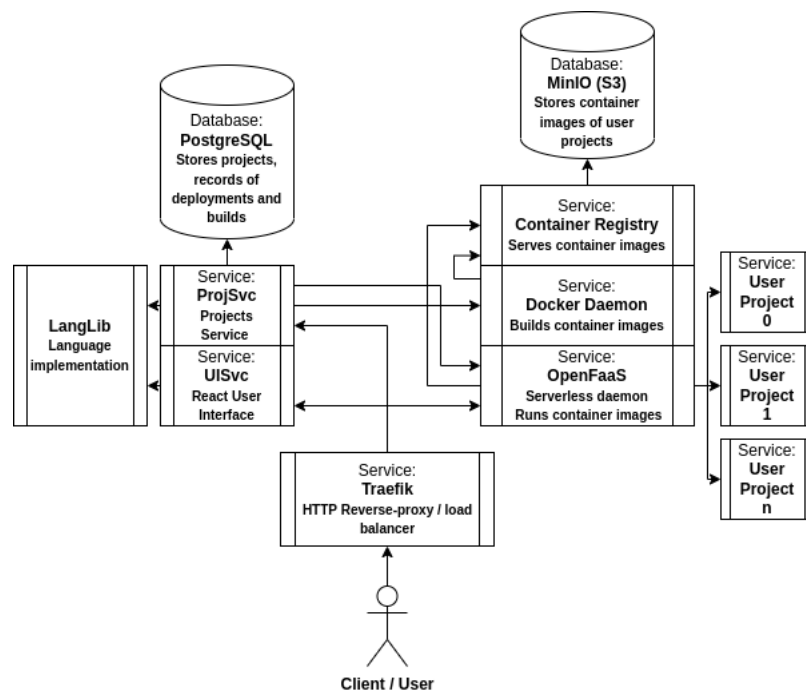 Database:
MinIO (S3)
Stores container
images of user
projects
Database:
PostgreSQL
Stores projects,
records of
deployments and
builds
Service:
Container Registry
Serves container images
LangLib
Language
implementation
Service:
ProjSvc
Projects
Service
Service:
Docker Daemon
Builds container images
Service:
User
Project
0
Service:
UISvc
React User
Interface
Service:
OpenFaaS
Serverless daemon
Runs container images
Service:
User
Project
1
Service:
User
Project
n
Service:
Traefik
HTTP Reverse-proxy / load
balancer
Client / User